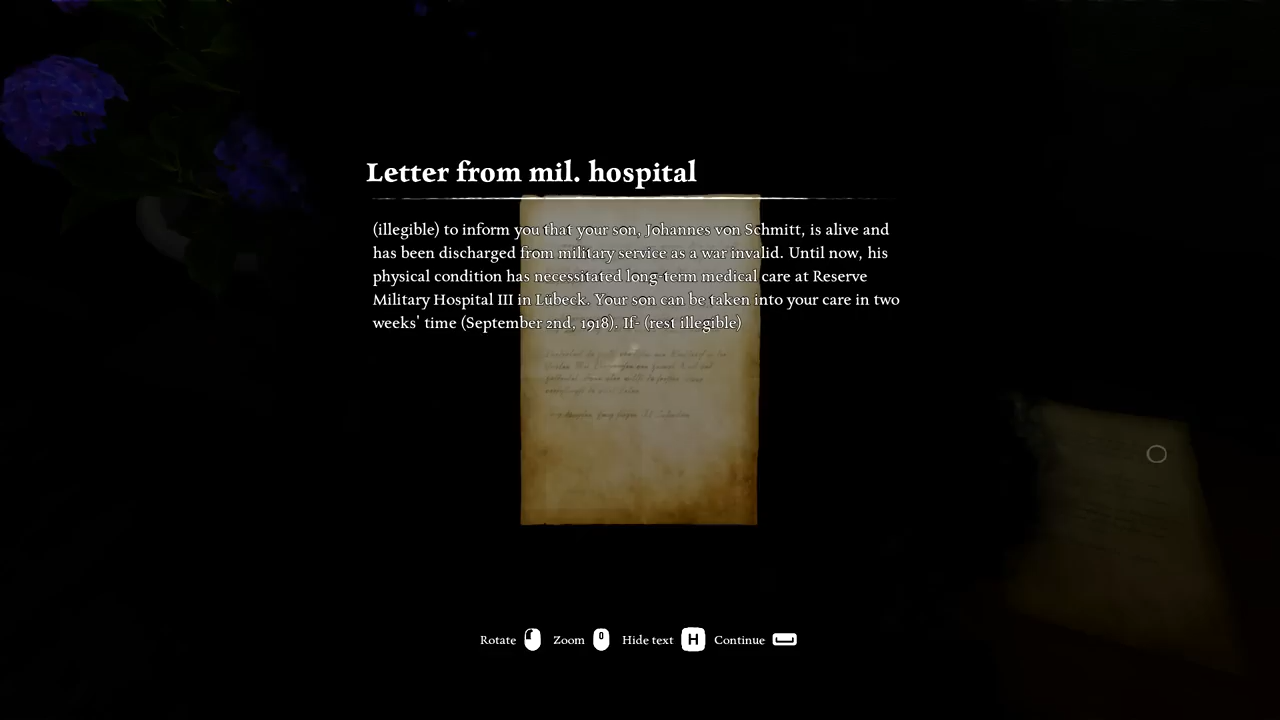 Letter from mil. hospital
(illegible) to inform you that your son, Johannes von Schmitt, is alive and
has been discharged from military service as a war invalid. Until now, his
physical condition has necessitated long-term medical care at Reserve
Military Hospital III in Lübeck. Your son can be taken into your care in two
weeks' time (September 2nd, 1918). If- (rest illegible)
Rotate Zoom Hide text H Continue